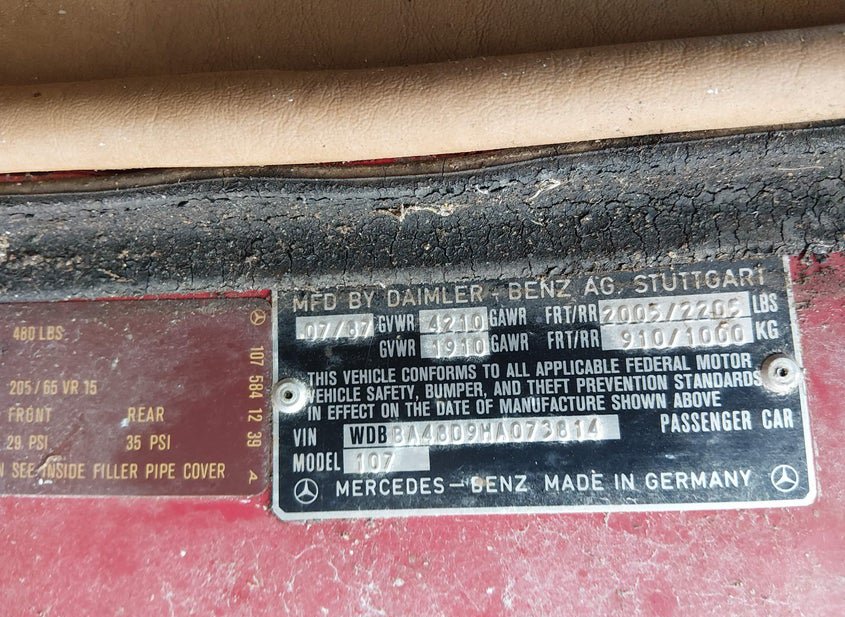 MFD BY DAIMLER-BENZ AG. STUTTGART
07/87 GVWR 4210 GAWR FRT/RR 2005/2205 LBS
GVWR 1910 GAWR FRT/RR 910/1000 KG
THIS VEHICLE CONFORMS TO ALL APPLICABLE FEDERAL MOTOR
VEHICLE SAFETY, BUMPER, AND THEFT PREVENTION STANDARDS
IN EFFECT ON THE DATE OF MANUFACTURE SHOWN ABOVE
VIN WDBBA48D9HA073814 PASSENGER CAR
MODEL 107
MERCEDES-BENZ MADE IN GERMANY
480 LBS
205/65 VR 15
FRONT REAR
29 PSI 35 PSI
N SEE INSIDE FILLER PIPE COVER
107 584 12 39 A